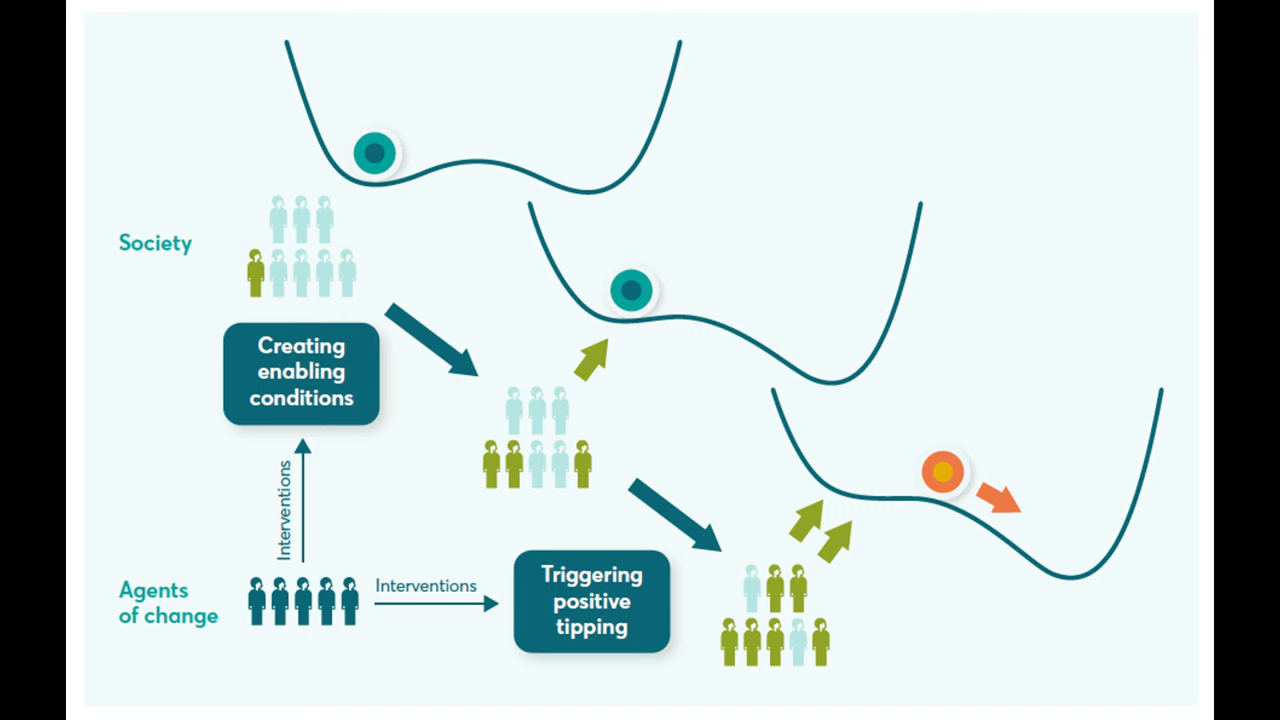 Society
Creating
enabling
conditions
Interventions
Agents
of change
Interventions
Triggering
positive
tipping